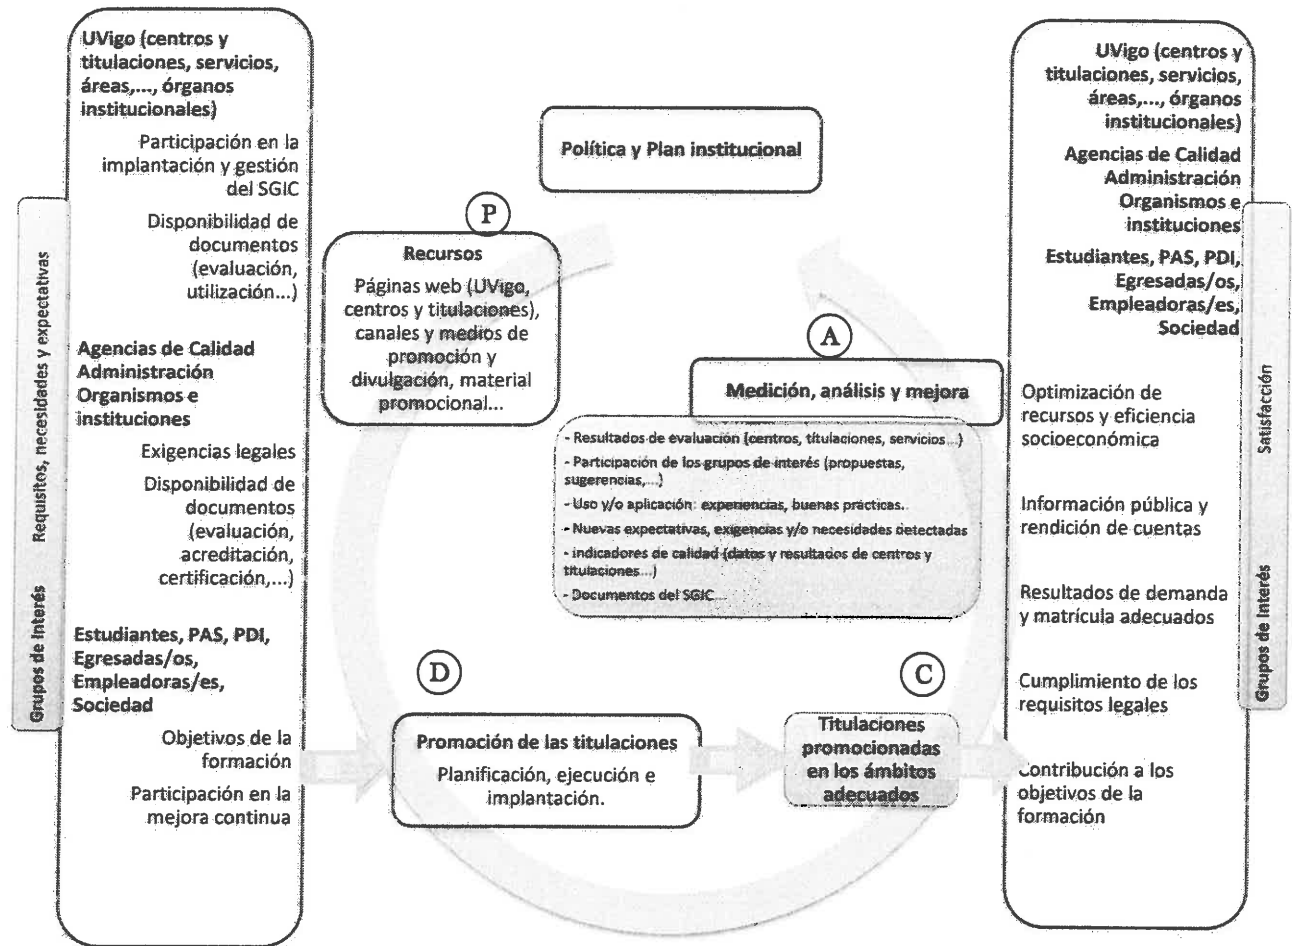 UVigo (centros y
titulaciones, servicios,
áreas,..., órganos
institucionales)
Participación en la
implantación y gestión
del SGIC
Disponibilidad de
documentos
(evaluación,
utilización...)
Agencias de Calidad
Administración
Organismos e
instituciones
Exigencias legales
Disponibilidad de
documentos
(evaluación,
acreditación,
certificación,...)
Estudiantes, PAS, PDI,
Egresadas/os,
Empleadoras/es,
Sociedad
Objetivos de la
formación
Participación en la
mejora continua
Grupos de Interés Requisitos, necesidades y expectativas
Política y Plan institucional
P
Recursos
Páginas web (UVigo,
centros y titulaciones),
canales y medios de
promoción y
divulgación, material
promocional...
A
Medición, análisis y mejora
- Resultados de evaluación (centros, titulaciones, servicios...)
- Participación de los grupos de interés (propuestas,
sugerencias,...)
- Uso y/o aplicación: experiencias, buenas prácticas..
- Nuevas expectativas, exigencias y/o necesidades detectadas
- indicadores de calidad (datos y resultados de centros y
titulaciones...)
- Documentos del SGIC...
D
Promoción de las titulaciones
Planificación, ejecución e
implantación.
C
Titulaciones
promocionadas
en los ámbitos
adecuados
UVigo (centros y
titulaciones, servicios,
áreas,..., órganos
institucionales)
Agencias de Calidad
Administración
Organismos e
instituciones
Estudiantes, PAS, PDI,
Egresadas/os,
Empleadoras/es,
Sociedad
Optimización de
recursos y eficiencia
socioeconómica
Información pública y
rendición de cuentas
Resultados de demanda
y matrícula adecuados
Cumplimiento de los
requisitos legales
Contribución a los
objetivos de la
formación
Grupos de Interés Satisfacción